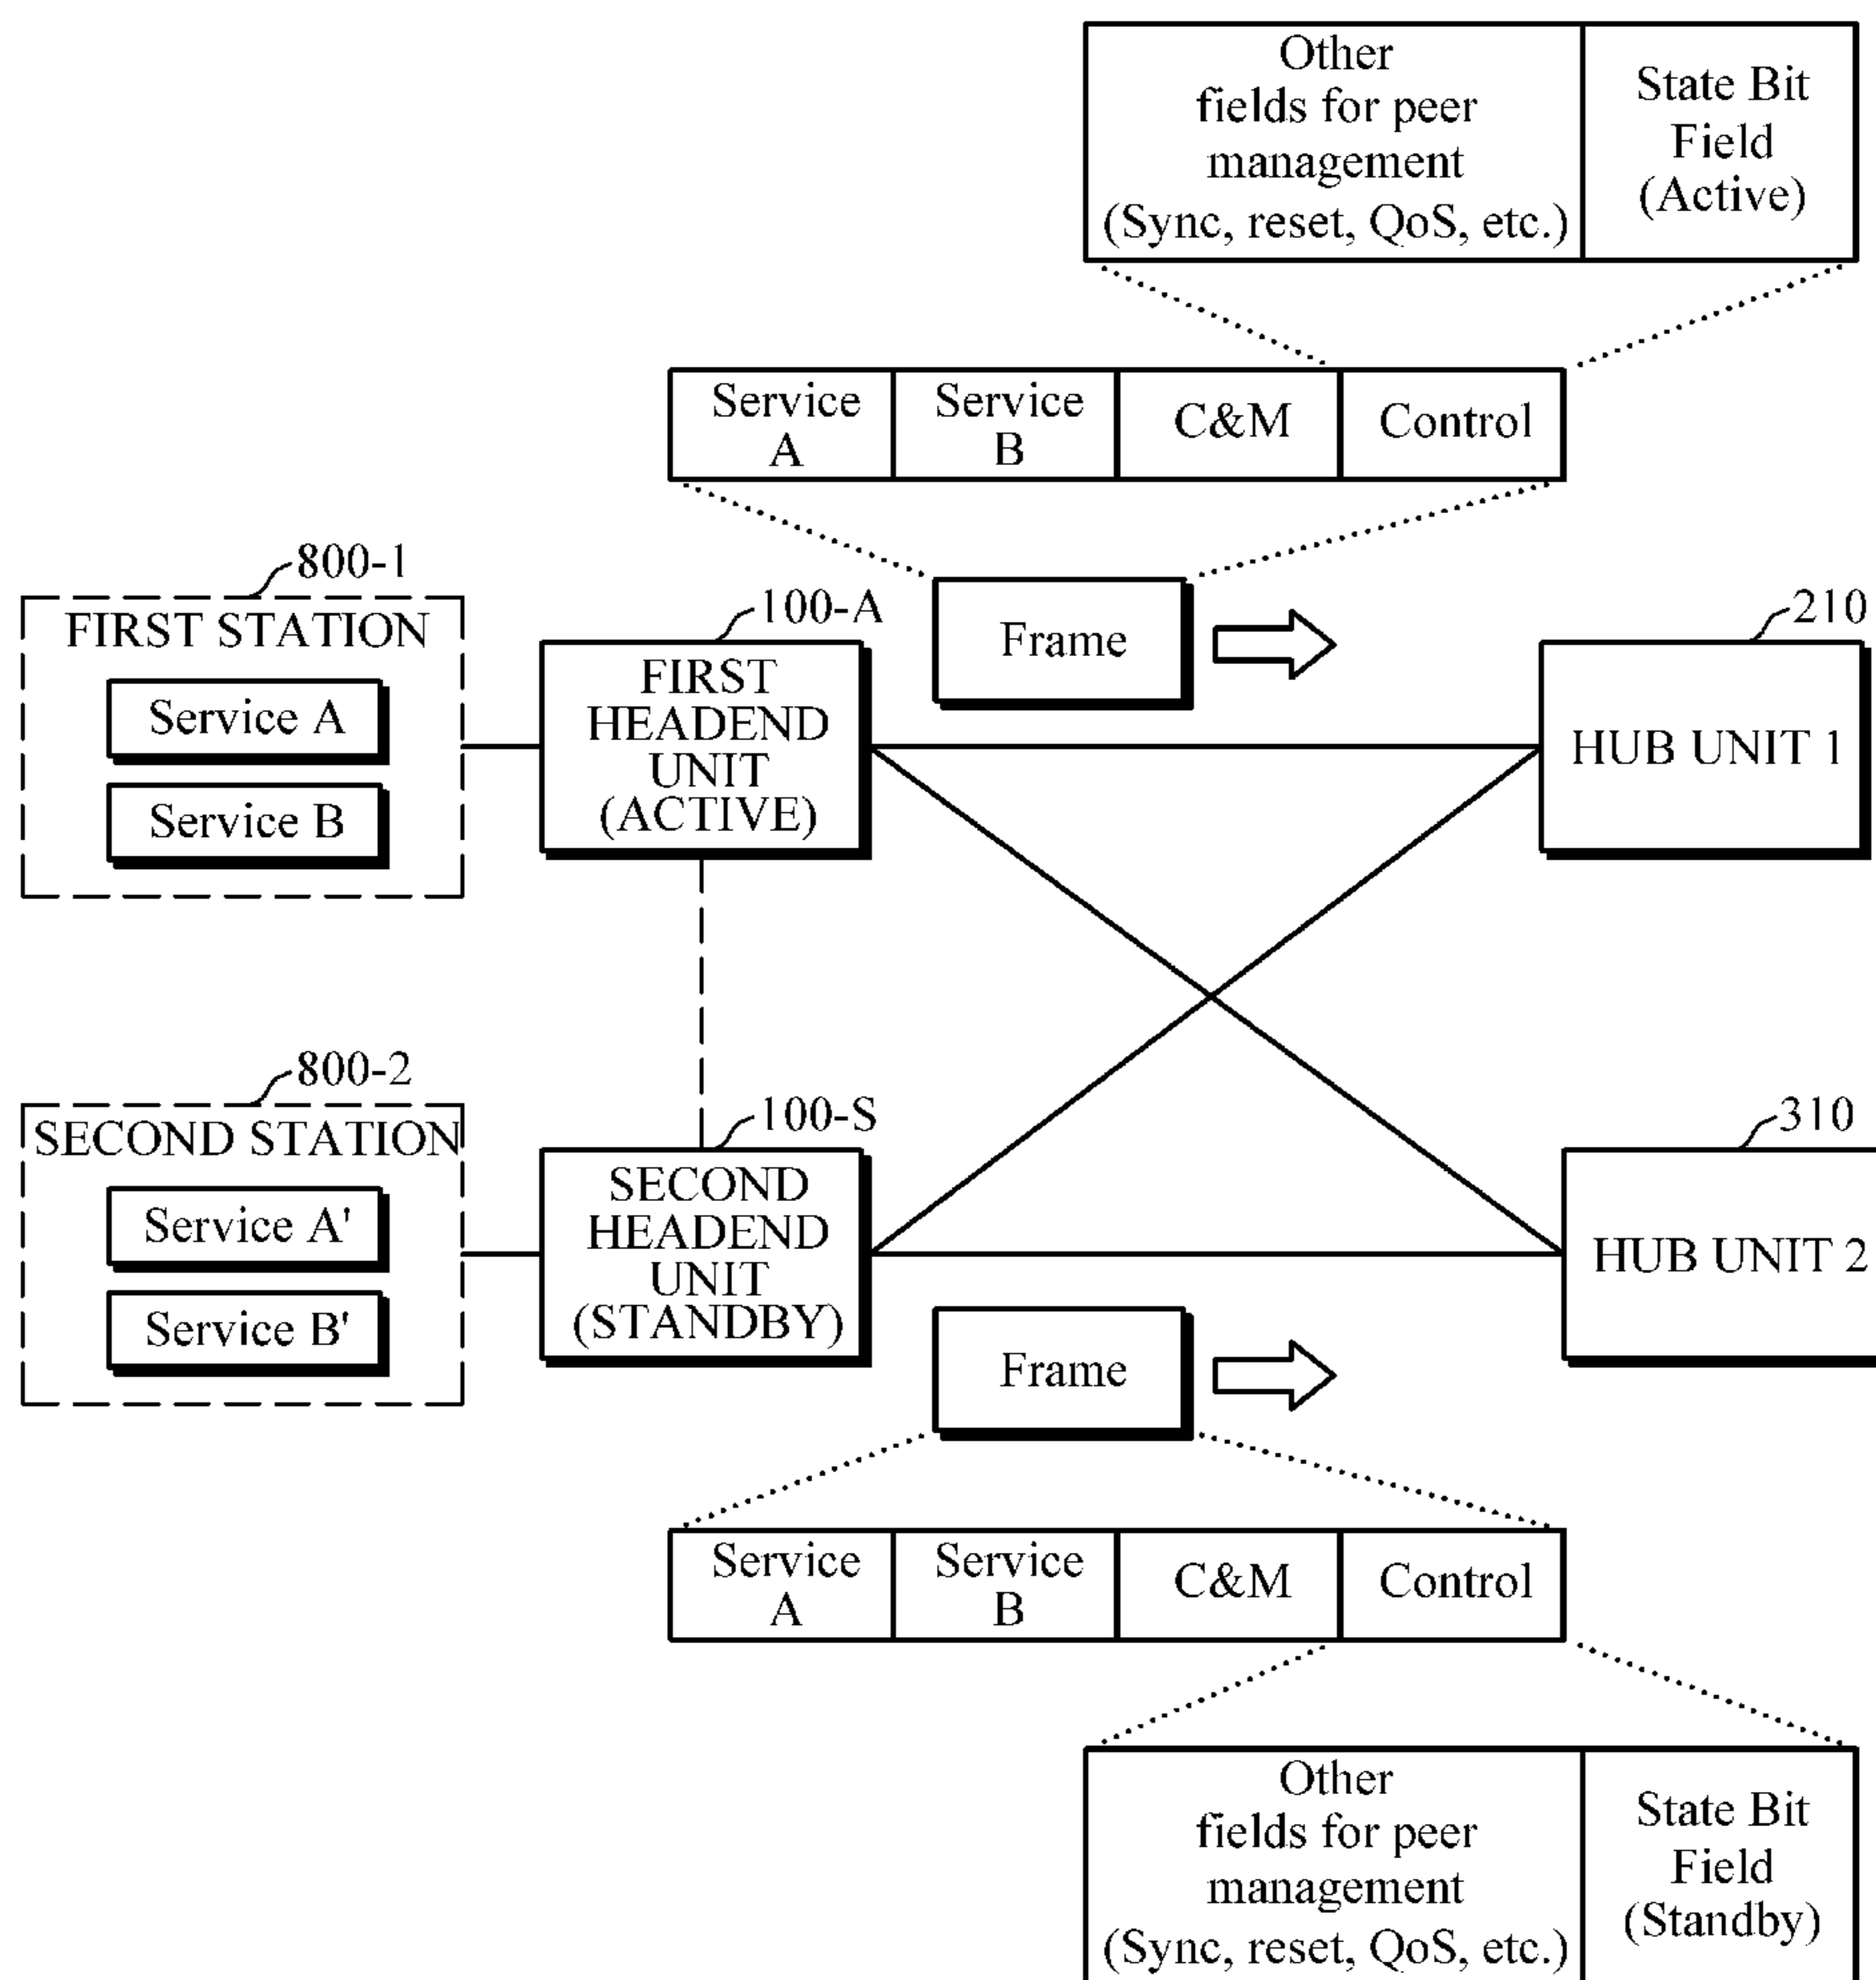 Other
fields for peer
management
(Sync, reset, QoS, etc.)
State Bit
Field
(Active)
Service
A
Service
B
C&M
Control
800-1
FIRST STATION
Service A
Service B
100-A
FIRST
HEADEND
UNIT
(ACTIVE)
Frame
210
HUB UNIT 1
800-2
SECOND STATION
Service A'
Service B'
100-S
SECOND
HEADEND
UNIT
(STANDBY)
Frame
310
HUB UNIT 2
Service
A
Service
B
C&M
Control
Other
fields for peer
management
(Sync, reset, QoS, etc.)
State Bit
Field
(Standby)